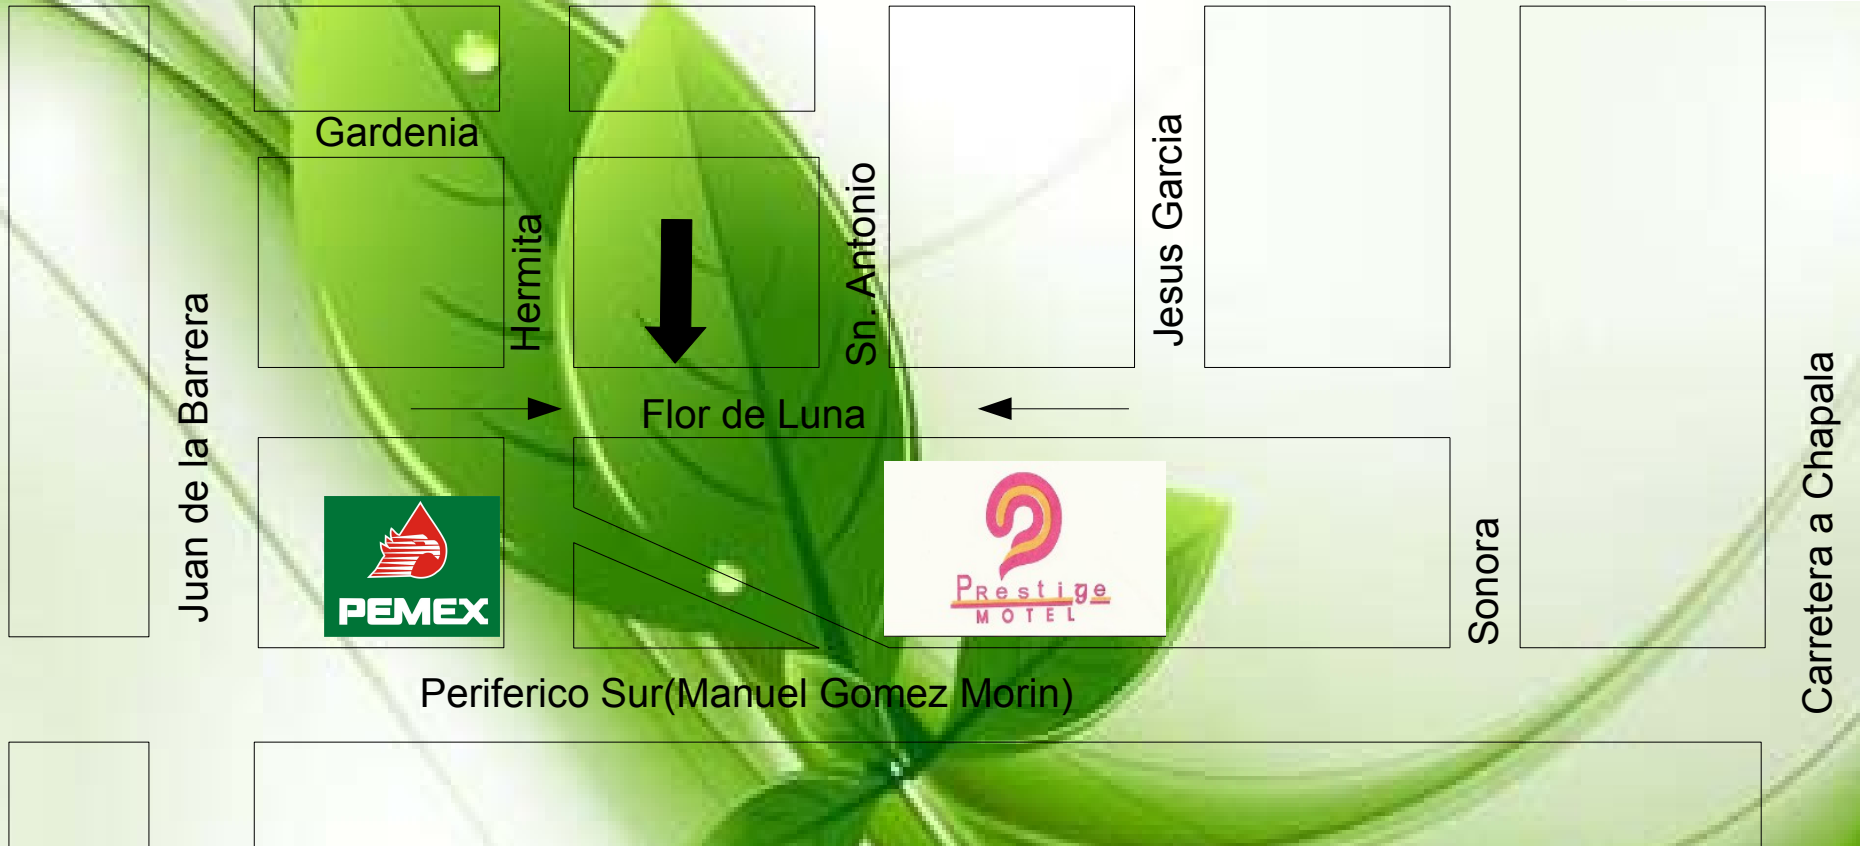 Gardenia
Hermita
Sn. Antonio
Jesus Garcia
Juan de la Barrera
Flor de Luna
Carretera a Chapala
PEMEX
Prestige
MOTEL
Sonora
Periferico Sur(Manuel Gomez Morin)